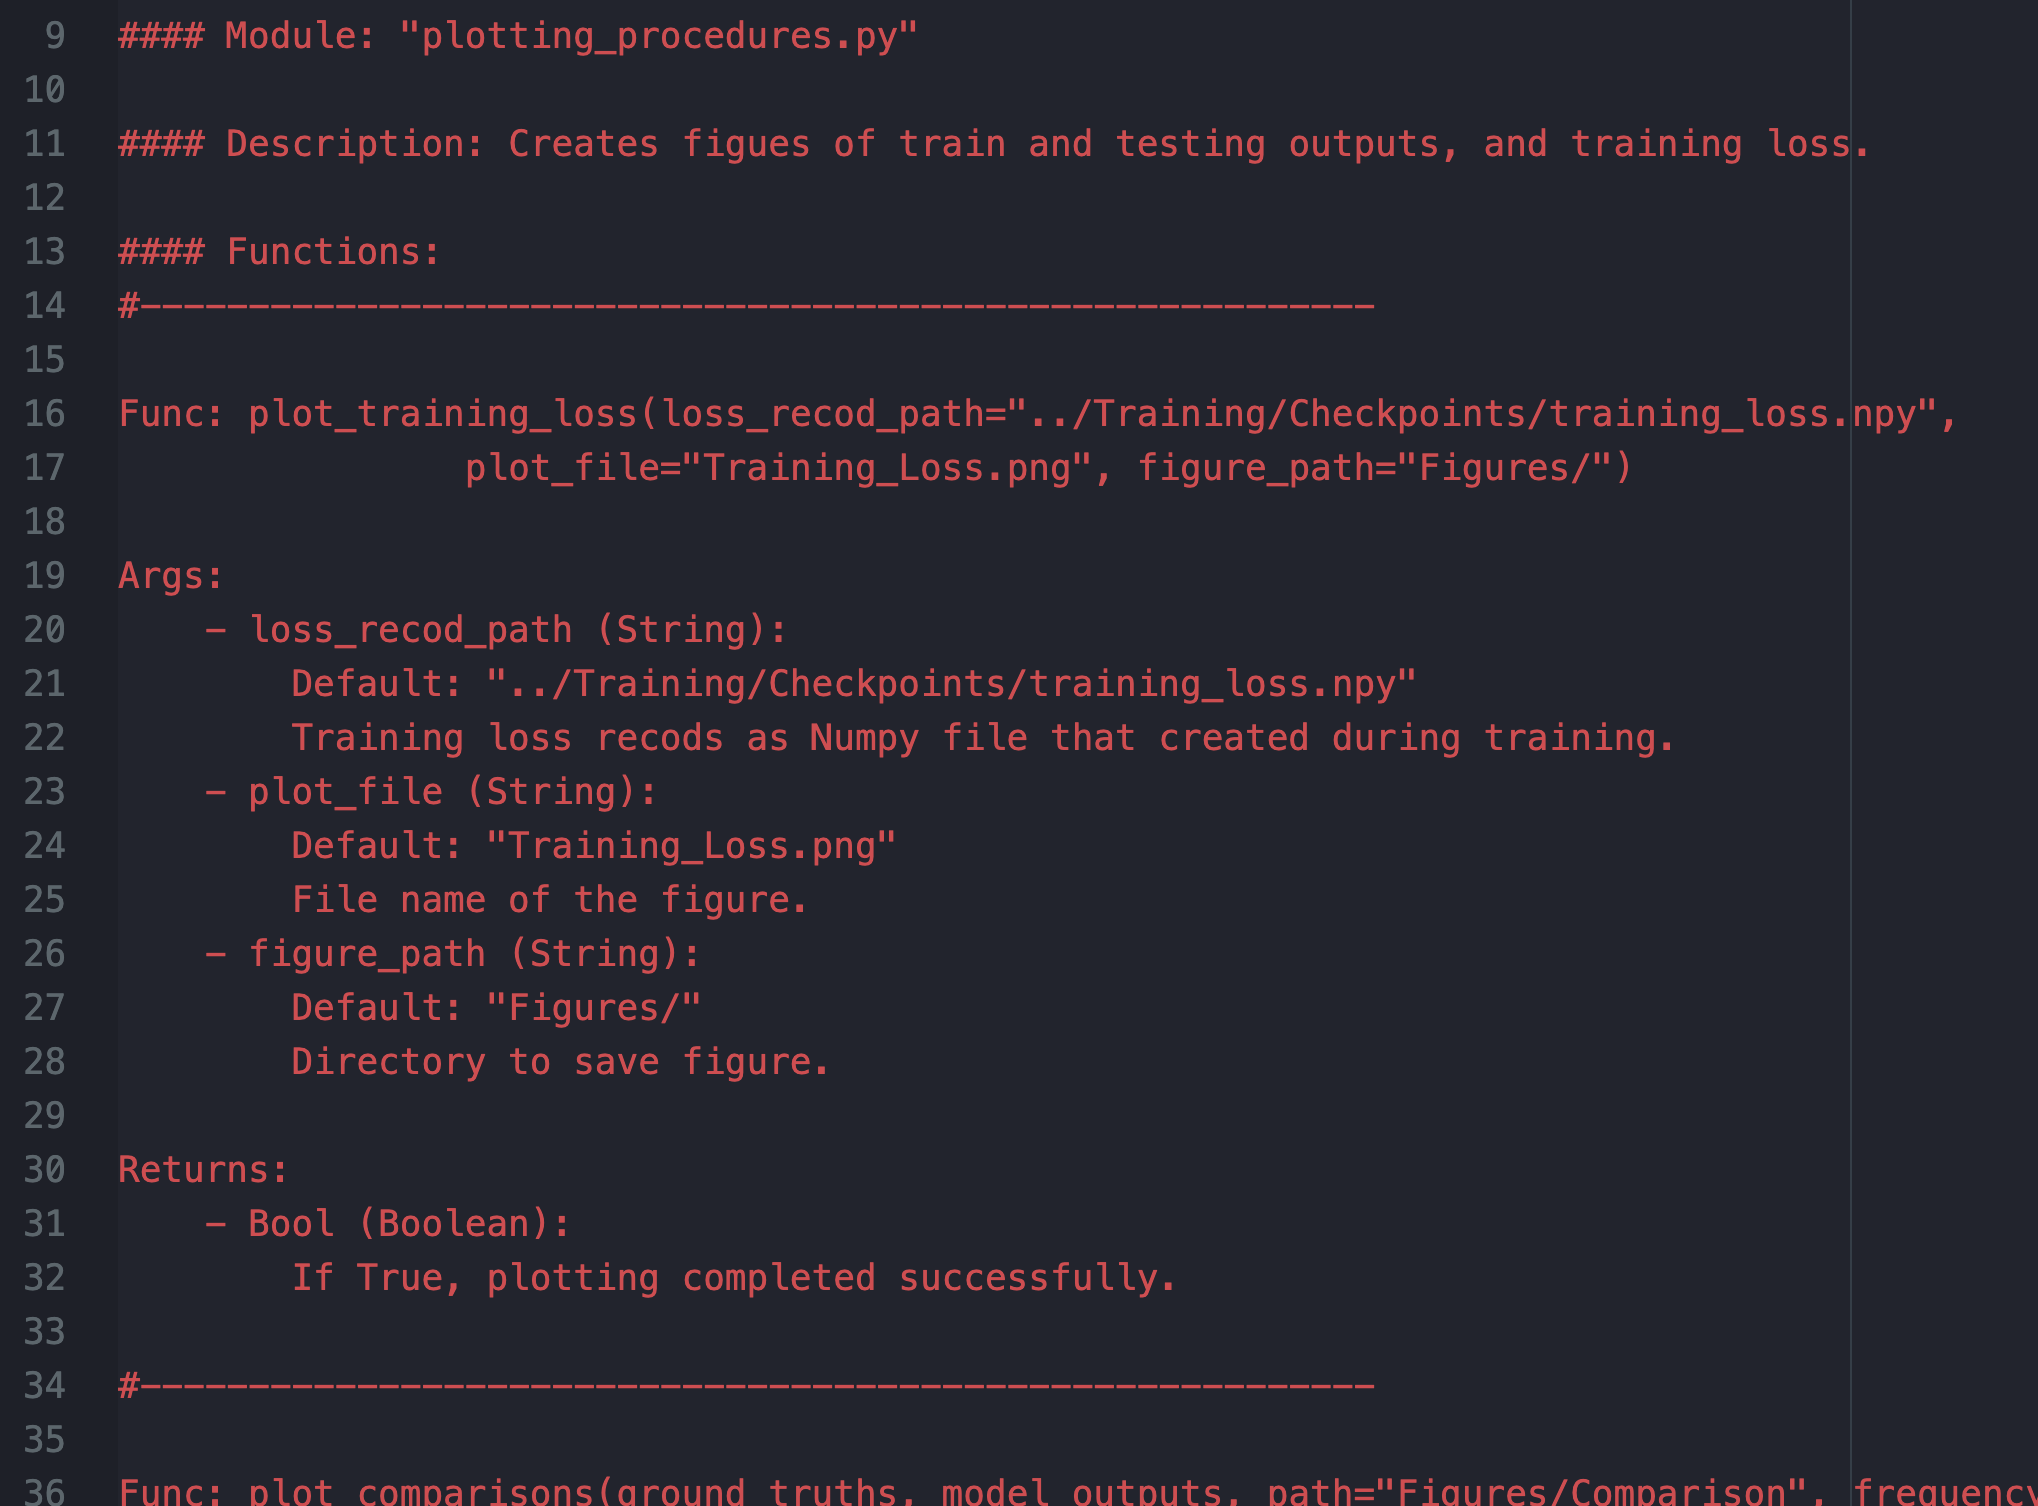 9 #### Module: "plotting_procedures.py"
10
11 #### Description: Creates figues of train and testing outputs, and training loss.
12
13 #### Functions:
14 #---------------------------------------------------------
15
16 Func: plot_training_loss(loss_recod_path="../Training/Checkpoints/training_loss.npy",
17                 plot_file="Training_Loss.png", figure_path="Figures/")
18
19 Args:
20     - loss_recod_path (String):
21         Default: "../Training/Checkpoints/training_loss.npy"
22         Training loss recods as Numpy file that created during training.
23     - plot_file (String):
24         Default: "Training_Loss.png"
25         File name of the figure.
26     - figure_path (String):
27         Default: "Figures/"
28         Directory to save figure.
29
30 Returns:
31     - Bool (Boolean):
32         If True, plotting completed successfully.
33
34 #---------------------------------------------------------
35
36 Func: plot_comparisons(ground_truths, model_outputs, path="Figures/Comparison", frequency